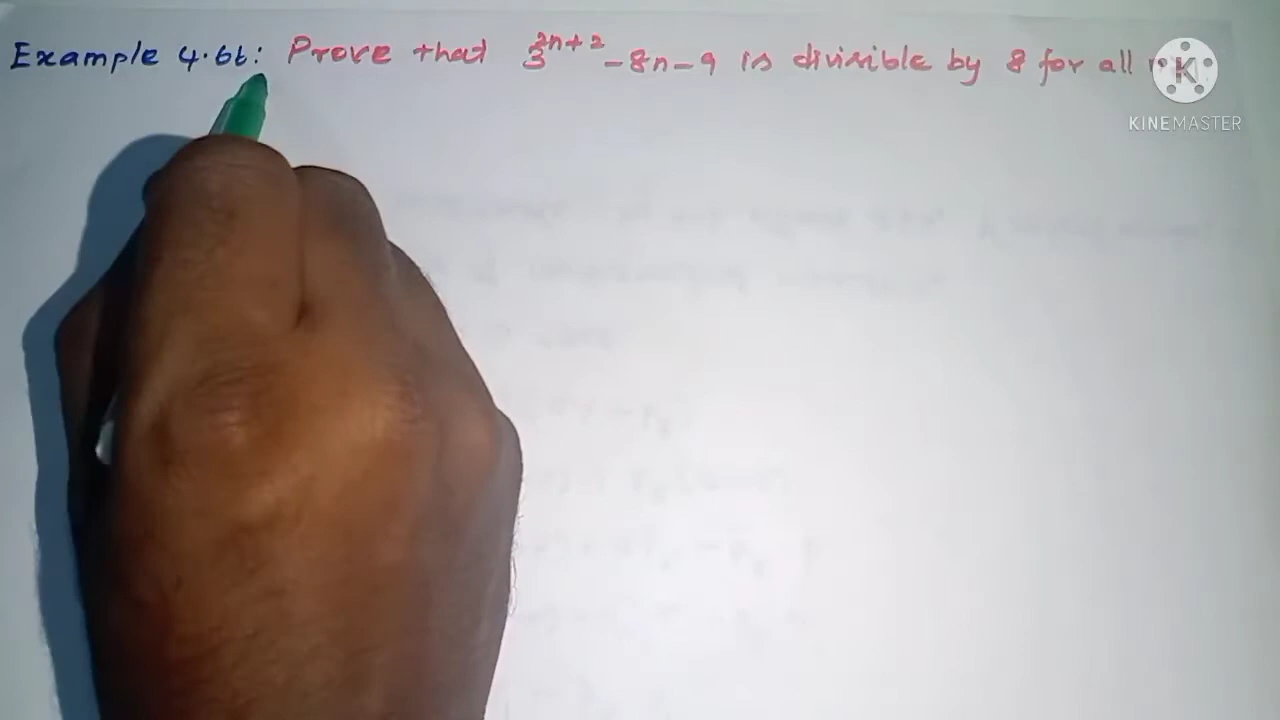 Example 4.66: Prove that 3^{2n+2} - 8n - 9 is divisible by 8 for all
K
KINEMASTER